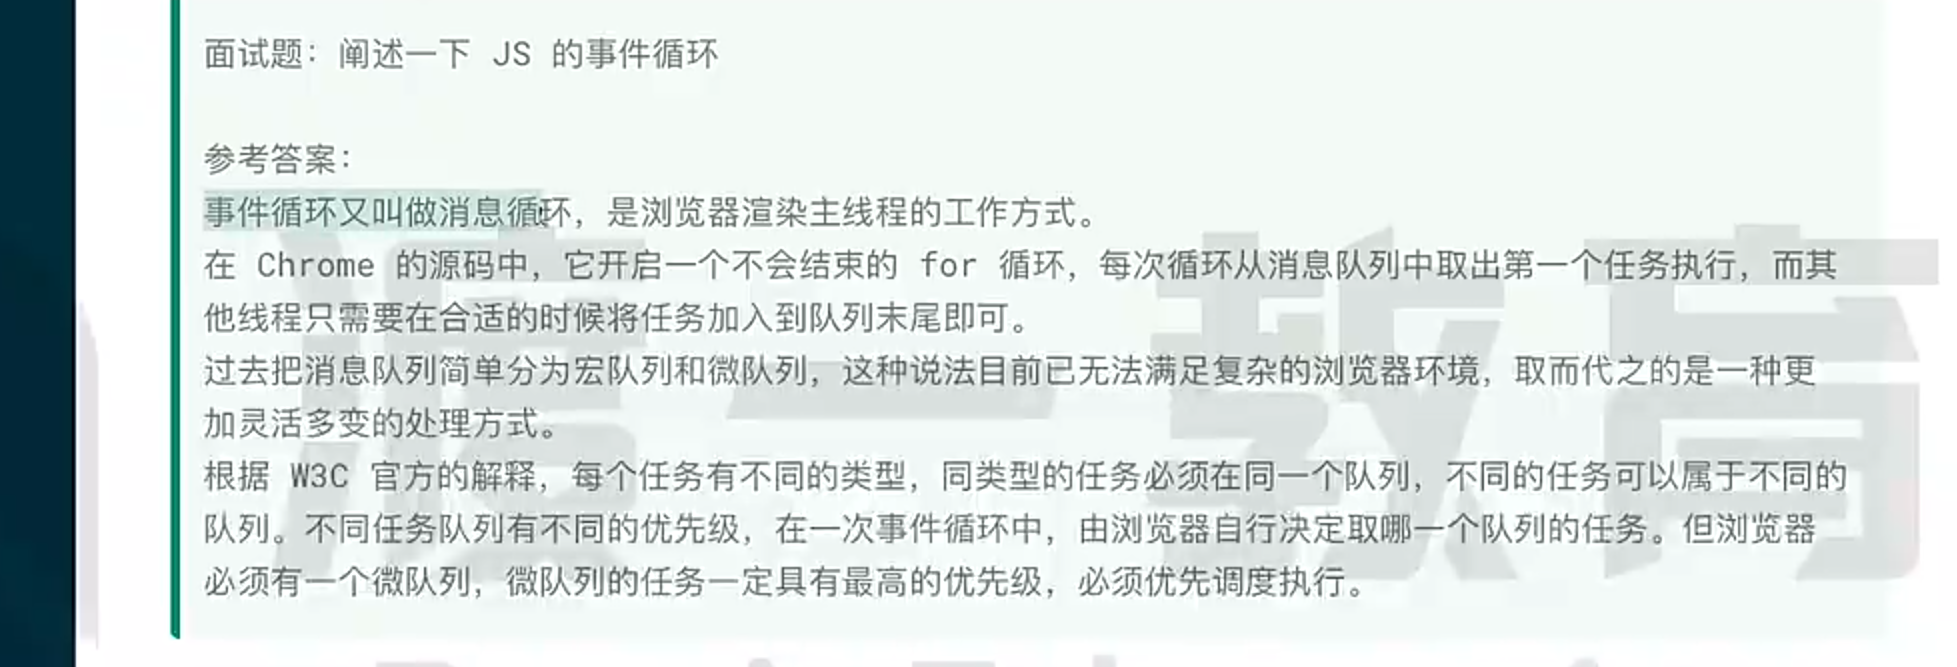 面试题：阐述一下 JS 的事件循环
参考答案：
事件循环又叫做消息循环，是浏览器渲染主线程的工作方式。
在 Chrome 的源码中，它开启一个不会结束的 for 循环，每次循环从消息队列中取出第一个任务执行，而其
他线程只需要在合适的时候将任务加入到队列末尾即可。
过去把消息队列简单分为宏队列和微队列，这种说法目前已无法满足复杂的浏览器环境，取而代之的是一种更
加灵活多变的处理方式。
根据 W3C 官方的解释，每个任务有不同的类型，同类型的任务必须在同一个队列，不同的任务可以属于不同的
队列。不同任务队列有不同的优先级，在一次事件循环中，由浏览器自行决定取哪一个队列的任务。但浏览器
必须有一个微队列，微队列的任务一定具有最高的优先级，必须优先调度执行。
渡一教育